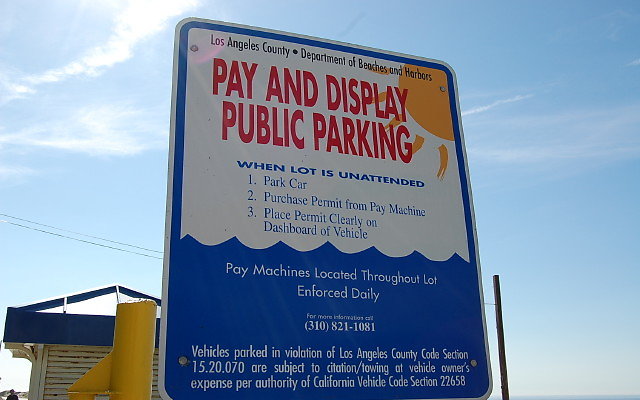 Los Angeles County • Department of Beaches and Harbors
PAY AND DISPLAY
PUBLIC PARKING
WHEN LOT IS UNATTENDED
1. Park Car
2. Purchase Permit from Pay Machine
3. Place Permit Clearly on
Dashboard of Vehicle
Pay Machines Located Throughout Lot
Enforced Daily
For more information call
(310) 821-1081
Vehicles parked in violation of Los Angeles County Code Section
15.20.070 are subject to citation/towing at vehicle owner's
expense per authority of California Vehicle Code Section 22658